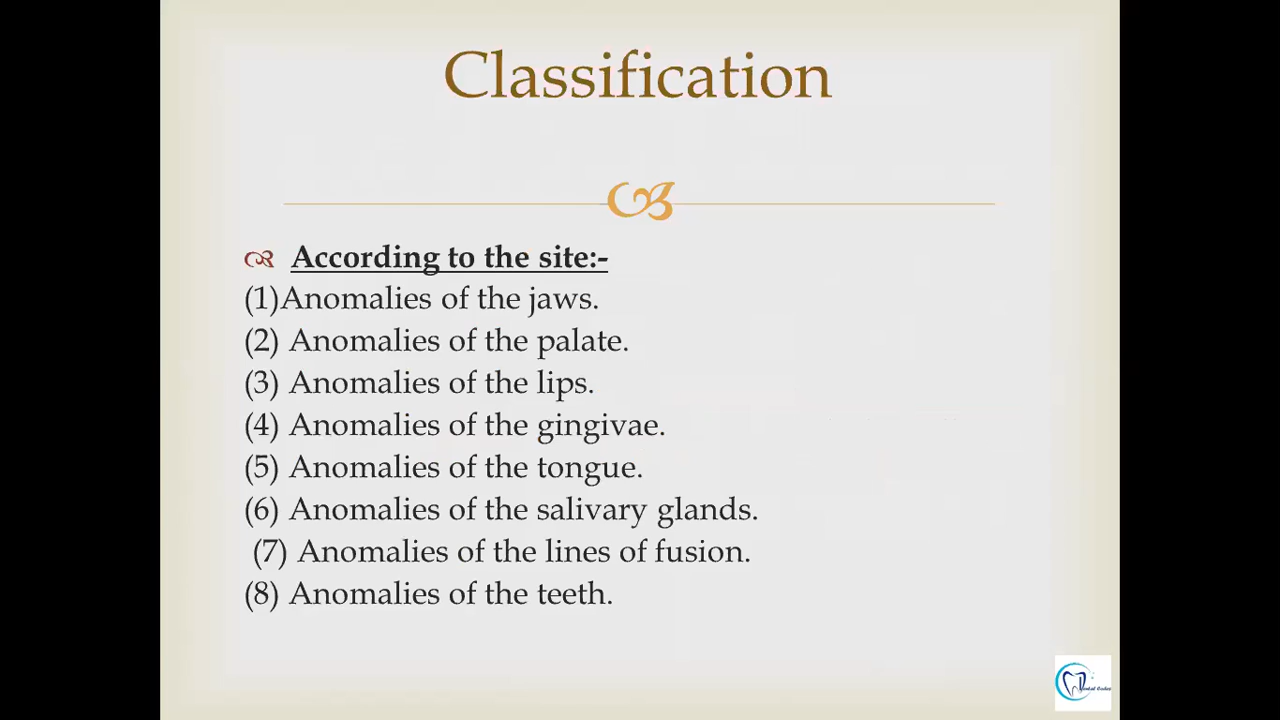 Classification
According to the site:-
(1)Anomalies of the jaws.
(2) Anomalies of the palate.
(3) Anomalies of the lips.
(4) Anomalies of the gingivae.
(5) Anomalies of the tongue.
(6) Anomalies of the salivary glands.
(7) Anomalies of the lines of fusion.
(8) Anomalies of the teeth.